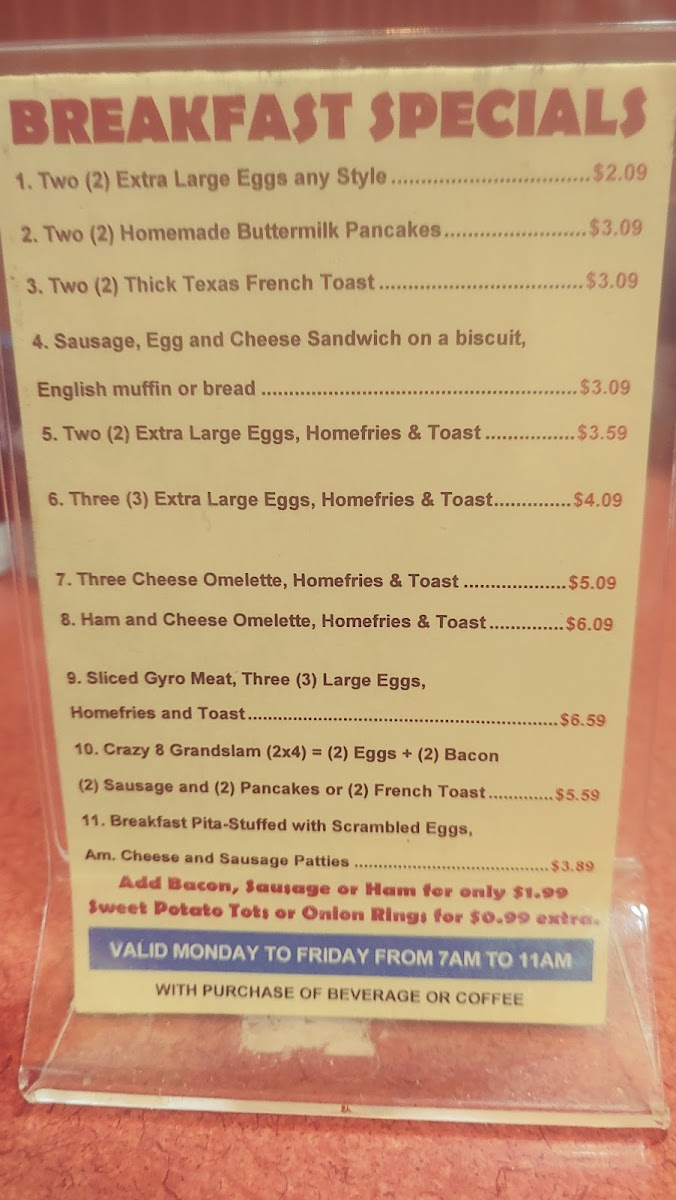 BREAKFAST SPECIALS
1. Two (2) Extra Large Eggs any Style ................................ $2.09
2. Two (2) Homemade Buttermilk Pancakes ....................... $3.09
3. Two (2) Thick Texas French Toast ................................. $3.09
4. Sausage, Egg and Cheese Sandwich on a biscuit,
English muffin or bread ..................................................... $3.09
5. Two (2) Extra Large Eggs, Homefries & Toast ................ $3.59
6. Three (3) Extra Large Eggs, Homefries & Toast .............. $4.09
7. Three Cheese Omelette, Homefries & Toast ................... $5.09
8. Ham and Cheese Omelette, Homefries & Toast .............. $6.09
9. Sliced Gyro Meat, Three (3) Large Eggs,
Homefries and Toast ......................................................... $6.59
10. Crazy 8 Grandslam (2x4) = (2) Eggs + (2) Bacon
(2) Sausage and (2) Pancakes or (2) French Toast ............. $5.59
11. Breakfast Pita-Stuffed with Scrambled Eggs,
Am. Cheese and Sausage Patties ...................................... $3.89
Add Bacon, Sausage or Ham for only $1.99
Sweet Potato Tots or Onion Rings for $0.99 extra.
VALID MONDAY TO FRIDAY FROM 7AM TO 11AM
WITH PURCHASE OF BEVERAGE OR COFFEE